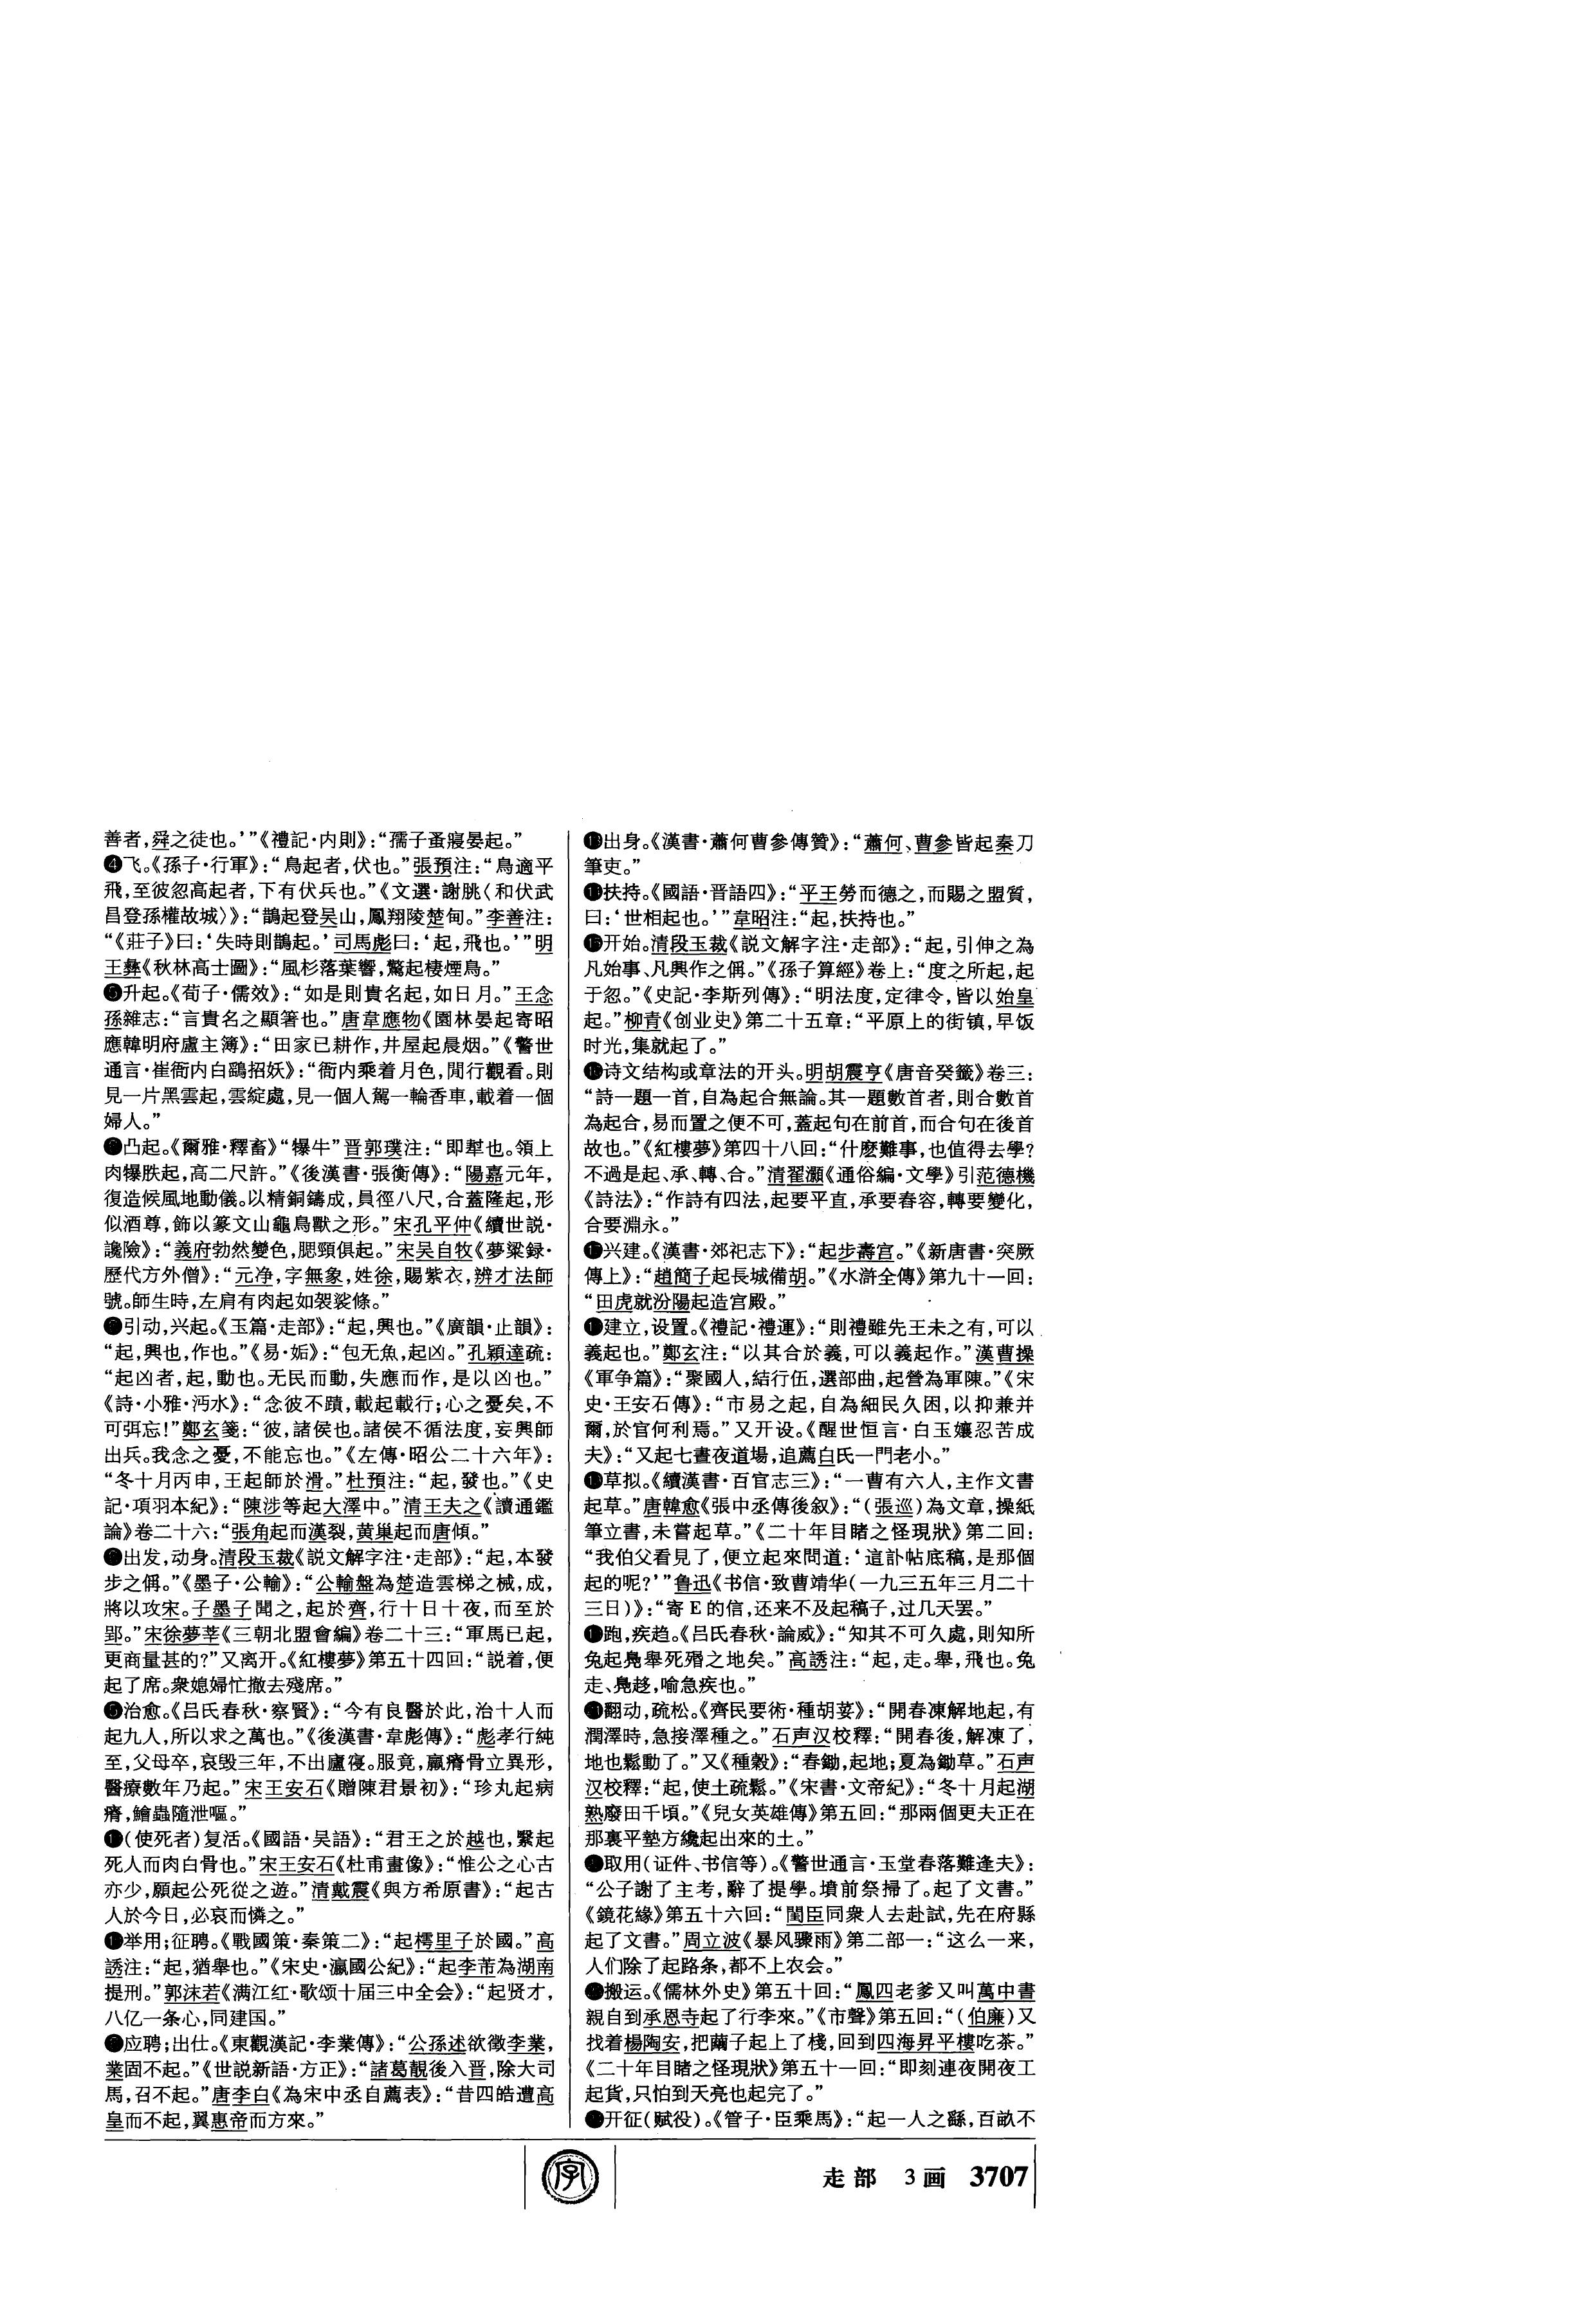 善者，舜之徒也。’”《禮記·内則》：“孺子蚤寢晏起。”
❹飞。《孫子·行軍》：“鳥起者，伏也。”張預注：“鳥適平
飛，至彼忽高起者，下有伏兵也。”《文選·謝朓〈和伏武
昌登孫權故城〉》：“鵲起登吴山，鳳翔陵楚甸。”李善注：
“《莊子》曰：‘失時則鵲起。’司馬彪曰：‘起，飛也。’”明
王彝《秋林高士圖》：“風杉落葉響，驚起棲煙鳥。”
❺升起。《荀子·儒效》：“如是則貴名起，如日月。”王念
孫雜志：“言貴名之顯箸也。”唐韋應物《園林晏起寄昭
應韓明府盧主簿》：“田家已耕作，井屋起晨烟。”《警世
通言·崔衙内白鷂招妖》：“衙内乘着月色，閒行觀看。則
見一片黑雲起，雲綻處，見一個人駕一輪香車，載着一個
婦人。”
凸起。《爾雅·釋畜》“犦牛”晋郭璞注：“即犎也。領上
肉犦胅起，高二尺許。”《後漢書·張衡傳》：“陽嘉元年，
復造候風地動儀。以精銅鑄成，員徑八尺，合蓋隆起，形
似酒尊，飾以篆文山龜鳥獸之形。”宋孔平仲《續世説·
讒險》：“義府勃然變色，腮頸俱起。”宋吴自牧《夢粱録·
歷代方外僧》：“元净，字無象，姓徐，賜紫衣，辨才法師
號。師生時，左肩有肉起如袈裟條。”
引动，兴起。《玉篇·走部》：“起，興也。”《廣韻·止韻》：
“起，興也，作也。”《易·姤》：“包无魚，起凶。”孔穎達疏：
“起凶者，起，動也。无民而動，失應而作，是以凶也。”
《詩·小雅·沔水》：“念彼不蹟，載起載行；心之憂矣，不
可弭忘！”鄭玄箋：“彼，諸侯也。諸侯不循法度，妄興師
出兵。我念之憂，不能忘也。”《左傳·昭公二十六年》：
“冬十月丙申，王起師於滑。”杜預注：“起，發也。”《史
記·項羽本紀》：“陳涉等起大澤中。”清王夫之《讀通鑑
論》卷二十六：“張角起而漢裂，黄巢起而唐傾。”
出发，动身。清段玉裁《説文解字注·走部》：“起，本發
步之偁。”《墨子·公輸》：“公輸盤為楚造雲梯之械，成，
將以攻宋。子墨子聞之，起於齊，行十日十夜，而至於
郢。”宋徐夢莘《三朝北盟會編》卷二十三：“軍馬已起，
更商量甚的？”又离开。《紅樓夢》第五十四回：“説着，便
起了席。衆媳婦忙撤去殘席。”
治愈。《吕氏春秋·察賢》：“今有良醫於此，治十人而
起九人，所以求之萬也。”《後漢書·韋彪傳》：“彪孝行純
至，父母卒，哀毁三年，不出廬寑。服竟，羸瘠骨立異形，
醫療數年乃起。”宋王安石《贈陳君景初》：“珍丸起病
瘠，鱠蟲隨泄嘔。”
（使死者）复活。《國語·吴語》：“君王之於越也，繄起
死人而肉白骨也。”宋王安石《杜甫畫像》：“惟公之心古
亦少，願起公死從之遊。”清戴震《與方希原書》：“起古
人於今日，必哀而憐之。”
举用；征聘。《戰國策·秦策二》：“起樗里子於國。”高
誘注：“起，猶舉也。”《宋史·瀛國公紀》：“起李芾為湖南
提刑。”郭沫若《满江红·歌颂十届三中全会》：“起贤才，
八亿一条心，同建国。”
应聘；出仕。《東觀漢記·李業傳》：“公孫述欲徵李業，
業固不起。”《世説新語·方正》：“諸葛靚後入晋，除大司
馬，召不起。”唐李白《為宋中丞自薦表》：“昔四皓遭高
皇而不起，翼惠帝而方來。”
出身。《漢書·蕭何曹參傳贊》：“蕭何、曹參皆起秦刀
筆吏。”
扶持。《國語·晋語四》：“平王勞而德之，而賜之盟質，
曰：‘世相起也。’”韋昭注：“起，扶持也。”
⓯开始。清段玉裁《説文解字注·走部》：“起，引伸之為
凡始事、凡興作之偁。”《孫子算經》卷上：“度之所起，起
于忽。”《史記·李斯列傳》：“明法度，定律令，皆以始皇
起。”柳青《创业史》第二十五章：“平原上的街镇，早饭
时光，集就起了。”
诗文结构或章法的开头。明胡震亨《唐音癸籤》卷三：
“詩一題一首，自為起合無論。其一題數首者，則合數首
為起合，易而置之便不可，蓋起句在前首，而合句在後首
故也。”《紅樓夢》第四十八回：“什麽難事，也值得去學？
不過是起、承、轉、合。”清翟灝《通俗編·文學》引范德機
《詩法》：“作詩有四法，起要平直，承要舂容，轉要變化，
合要淵永。”
兴建。《漢書·郊祀志下》：“起步壽宫。”《新唐書·突厥
傳上》：“趙簡子起長城備胡。”《水滸全傳》第九十一回：
“田虎就汾陽起造宫殿。”
建立，设置。《禮記·禮運》：“則禮雖先王未之有，可以
義起也。”鄭玄注：“以其合於義，可以義起作。”漢曹操
《軍争篇》：“聚國人，結行伍，選部曲，起營為軍陳。”《宋
史·王安石傳》：“市易之起，自為細民久困，以抑兼并
爾，於官何利焉。”又开设。《醒世恒言·白玉孃忍苦成
夫》：“又起七晝夜道場，追薦白氏一門老小。”
草拟。《續漢書·百官志三》：“一曹有六人，主作文書
起草。”唐韓愈《張中丞傳後叙》：“（張巡）為文章，操紙
筆立書，未嘗起草。”《二十年目睹之怪現狀》第二回：
“我伯父看見了，便立起來問道：‘這訃帖底稿，是那個
起的呢？’”鲁迅《书信·致曹靖华（一九三五年三月二十
三日）》：“寄E的信，还来不及起稿子，过几天罢。”
跑，疾趋。《吕氏春秋·論威》：“知其不可久處，則知所
兔起鳧舉死殙之地矣。”高誘注：“起，走。舉，飛也。兔
走、鳧趍，喻急疾也。”
翻动，疏松。《齊民要術·種胡荽》：“開春凍解地起，有
潤澤時，急接澤種之。”石声汉校釋：“開春後，解凍了，
地也鬆動了。”又《種穀》：“春鋤，起地；夏為鋤草。”石声
汉校釋：“起，使土疏鬆。”《宋書·文帝紀》：“冬十月起湖
熟廢田千頃。”《兒女英雄傳》第五回：“那兩個更夫正在
那裏平墊方纔起出來的土。”
取用（证件、书信等）。《警世通言·玉堂春落難逢夫》：
“公子謝了主考，辭了提學。墳前祭掃了。起了文書。”
《鏡花緣》第五十六回：“閨臣同衆人去赴試，先在府縣
起了文書。”周立波《暴风骤雨》第二部一：“这么一来，
人们除了起路条，都不上农会。”
搬运。《儒林外史》第五十回：“鳳四老爹又叫萬中書
親自到承恩寺起了行李來。”《市聲》第五回：“（伯廉）又
找着楊陶安，把繭子起上了棧，回到四海昇平樓吃茶。”
《二十年目睹之怪現狀》第五十一回：“即刻連夜開夜工
起貨，只怕到天亮也起完了。”
开征（赋役）。《管子·臣乘馬》：“起一人之繇，百畝不
字
走部 3画 3707